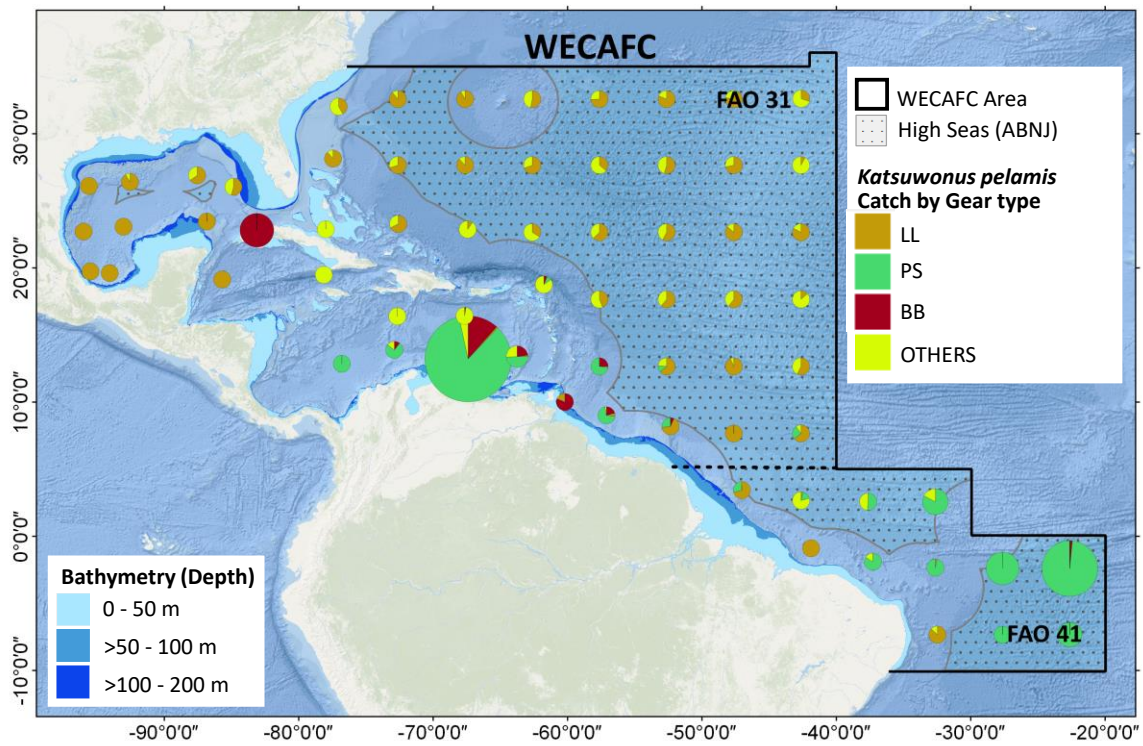 WECAFC
FAO 31
WECAFC Area
High Seas (ABNJ)
Katsuwonus pelamis
Catch by Gear type
LL
PS
BB
OTHERS
30°0'0"
20°0'0"
10°0'0"
0°0'0"
-10°0'0"
Bathymetry (Depth)
0 - 50 m
>50 - 100 m
>100 - 200 m
FAO 41
-90°0'0"
-80°0'0"
-70°0'0"
-60°0'0"
-50°0'0"
-40°0'0"
-30°0'0"
-20°0'0"